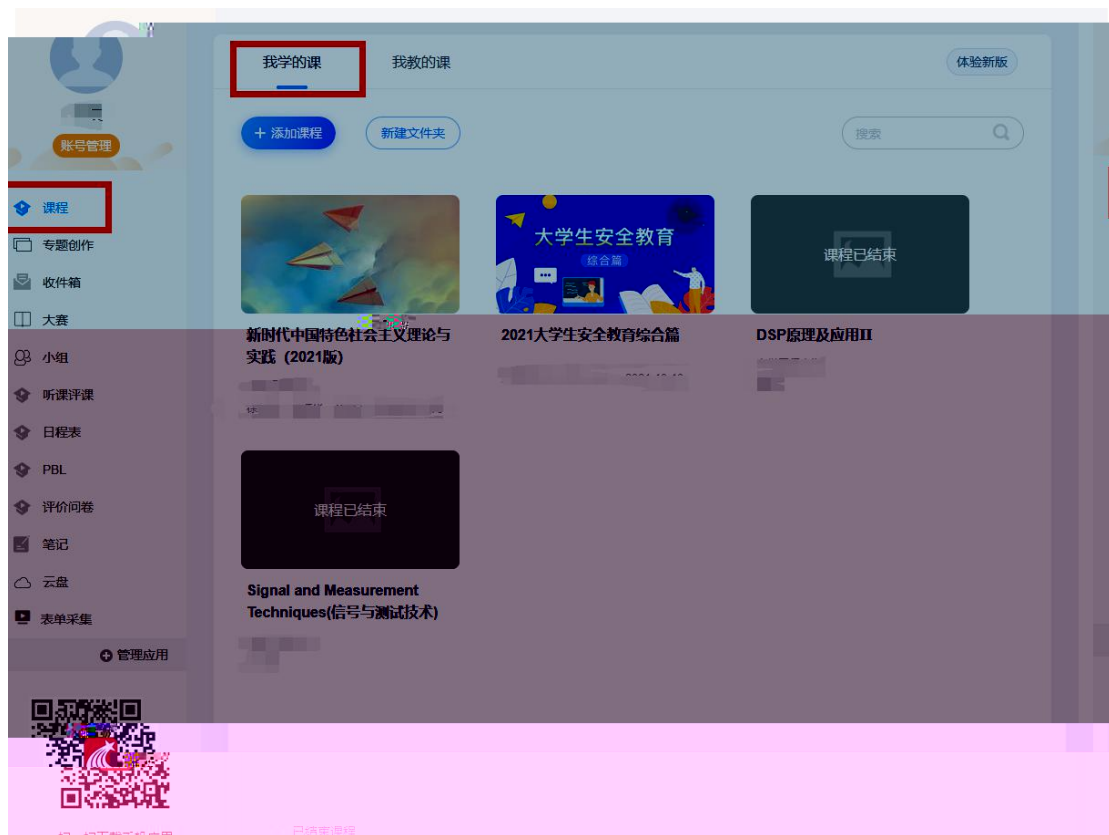 我学的课
我教的课
体验新版
账号管理
+ 添加课程
新建文件夹
搜索
课程
专题创作
收件箱
大赛
小组
听课评课
日程表
PBL
评价问卷
笔记
云盘
表单采集
管理应用
大学生安全教育
综合篇
课程已结束
新时代中国特色社会主义理论与
实践（2021版）
2021大学生安全教育综合篇
DSP原理及应用II
课程已结束
Signal and Measurement
Techniques(信号与测试技术)
已结束课程